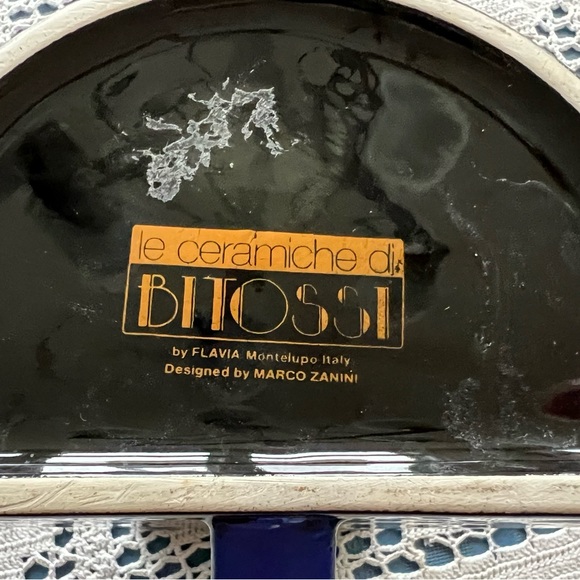 le ceramiche di
BITOSSI
by FLAVIA Montelupo Italy
Designed by MARCO ZANINI